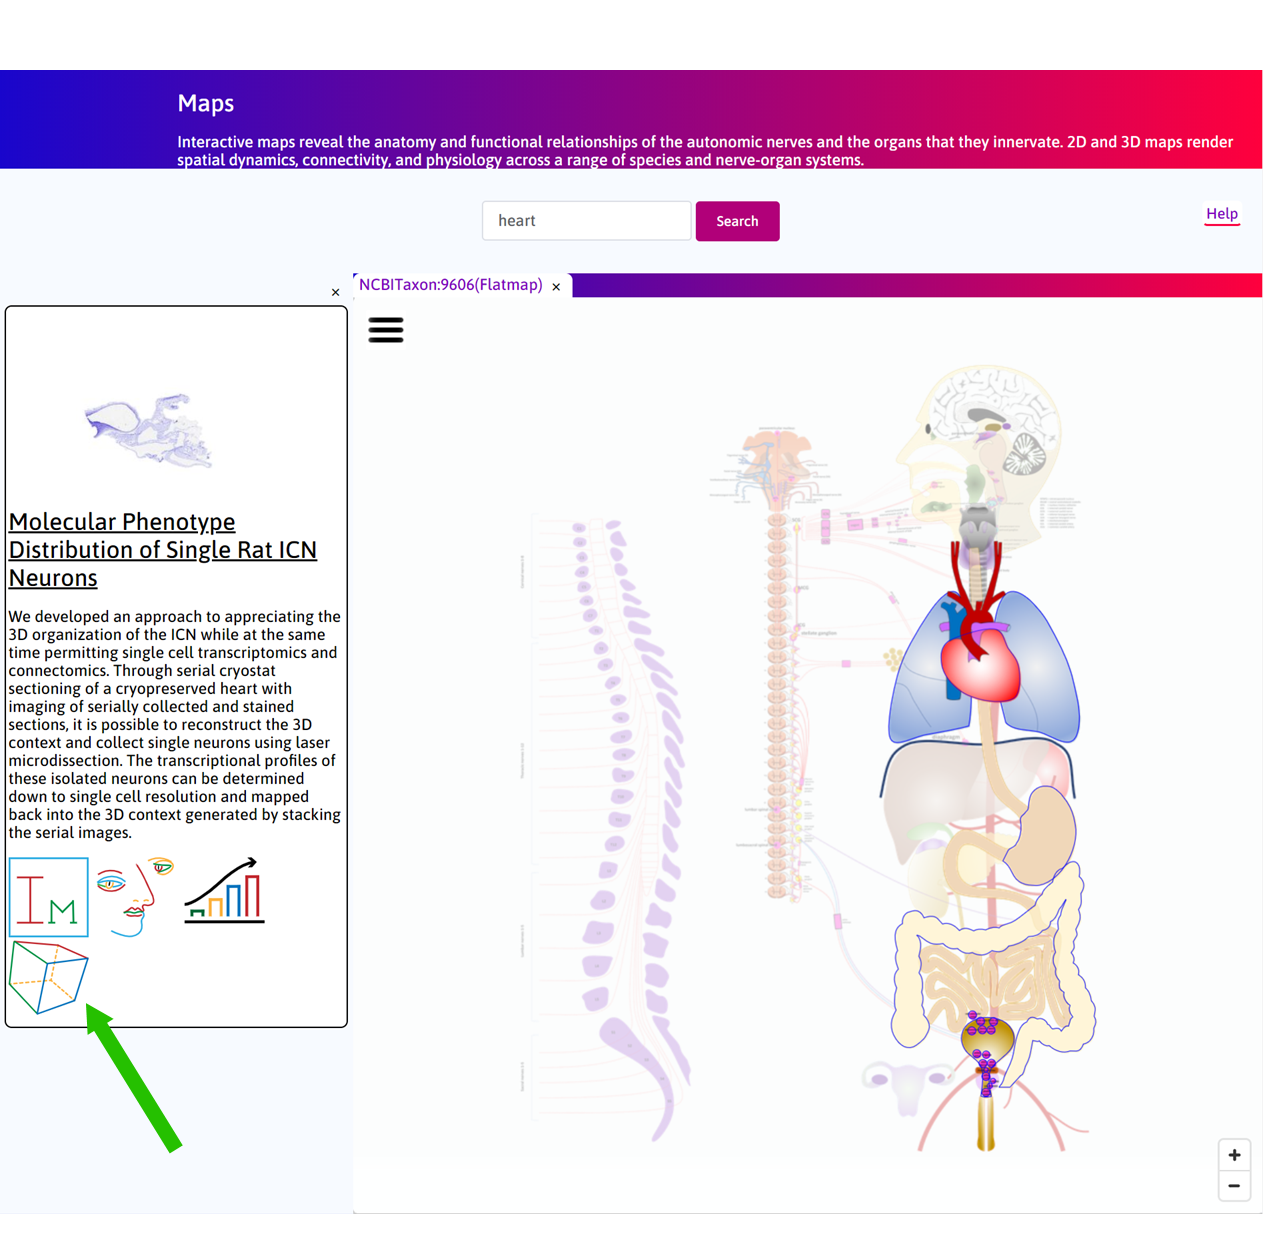 Maps
Interactive maps reveal the anatomy and functional relationships of the autonomic nerves and the organs that they innervate. 2D and 3D maps render
spatial dynamics, connectivity, and physiology across a range of species and nerve-organ systems.
heart
Search
Help
×
NCBITaxon:9606(Flatmap) ×
Molecular Phenotype
Distribution of Single Rat ICN
Neurons
We developed an approach to appreciating the
3D organization of the ICN while at the same
time permitting single cell transcriptomics and
connectomics. Through serial cryostat
sectioning of a cryopreserved heart with
imaging of serially collected and stained
sections, it is possible to reconstruct the 3D
context and collect single neurons using laser
microdissection. The transcriptional profiles of
these isolated neurons can be determined
down to single cell resolution and mapped
back into the 3D context generated by stacking
the serial images.
IM
+
−